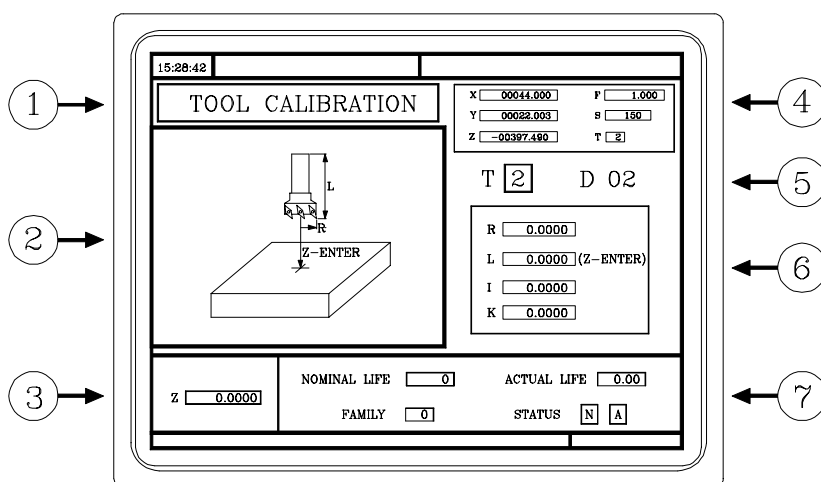 15:28:42
1
TOOL CALIBRATION
X 00044.000 F 1.000
Y 00022.003 S 150
Z -00397.490 T 2
4
T 2 D 02
5
2
L
R
Z-ENTER
R 0.0000
L 0.0000 (Z-ENTER)
I 0.0000
K 0.0000
6
3
Z 0.0000
NOMINAL LIFE 0 ACTUAL LIFE 0.00
FAMILY 0 STATUS N A
7